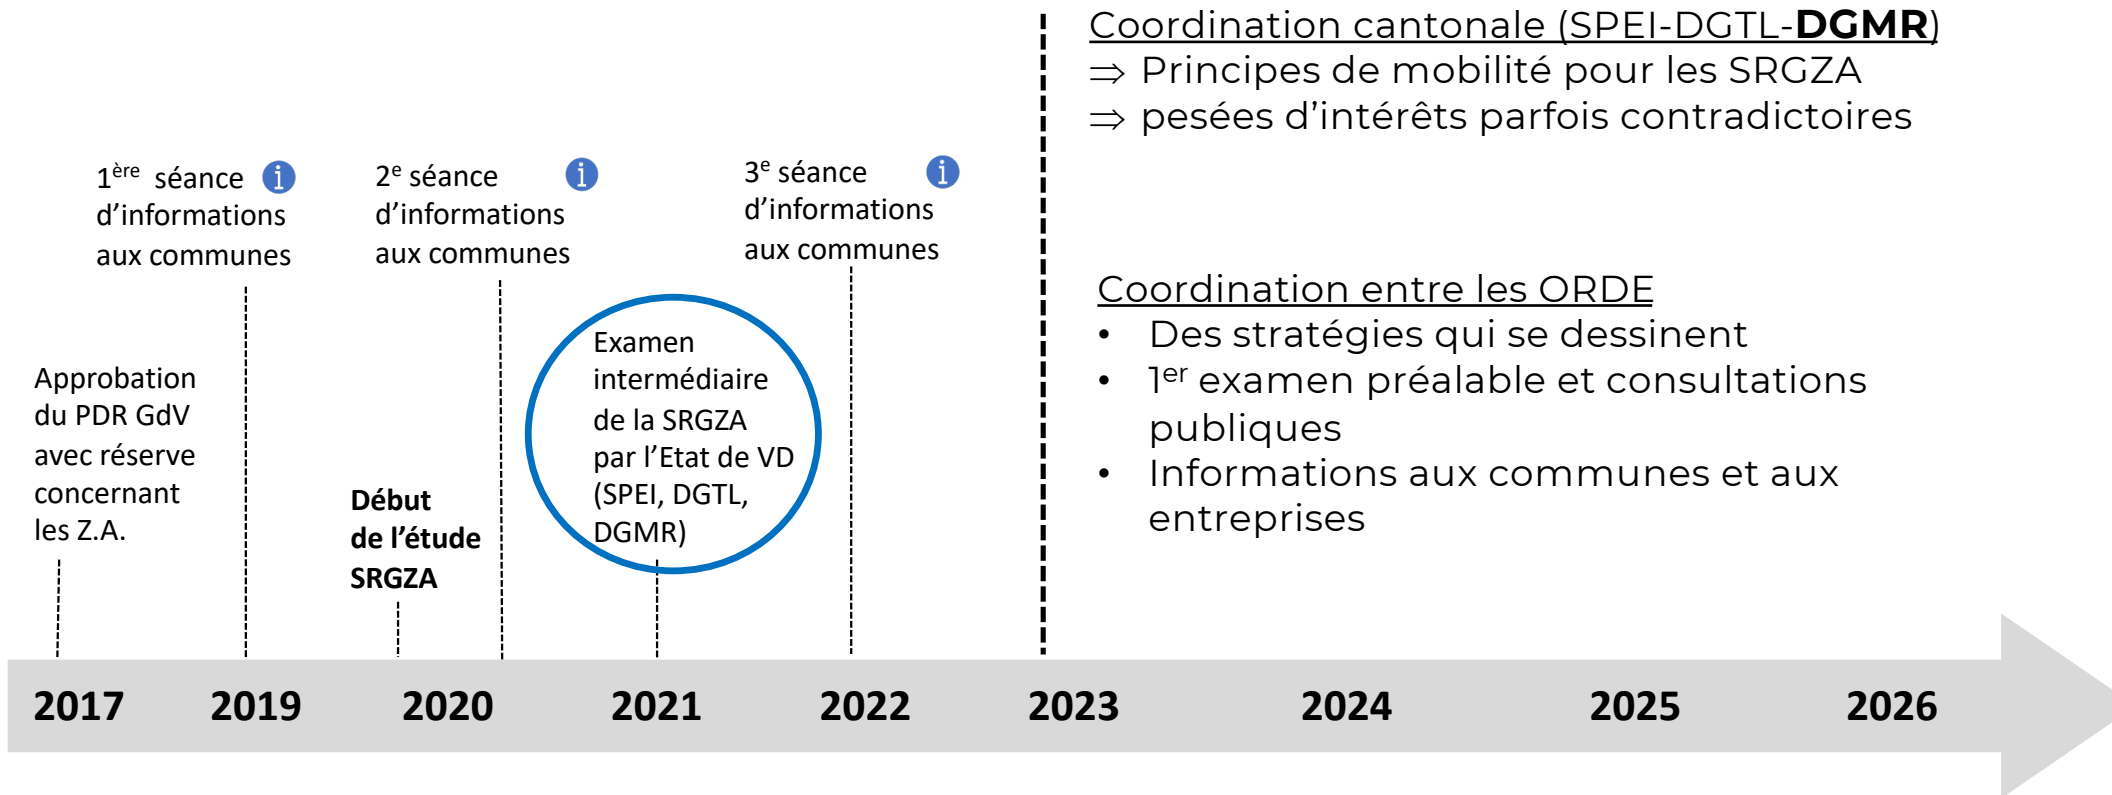 Coordination cantonale (SPEI-DGTL-DGMR)
⇒ Principes de mobilité pour les SRGZA
⇒ pesées d’intérêts parfois contradictoires
1ère séance
d’informations
aux communes
2e séance
d’informations
aux communes
3e séance
d’informations
aux communes
Coordination entre les ORDE
• Des stratégies qui se dessinent
• 1er examen préalable et consultations
publiques
• Informations aux communes et aux
entreprises
Approbation
du PDR GdV
avec réserve
concernant
les Z.A.
Début
de l’étude
SRGZA
Examen
intermédiaire
de la SRGZA
par l’Etat de VD
(SPEI, DGTL,
DGMR)
2017 2019 2020 2021 2022 2023 2024 2025 2026